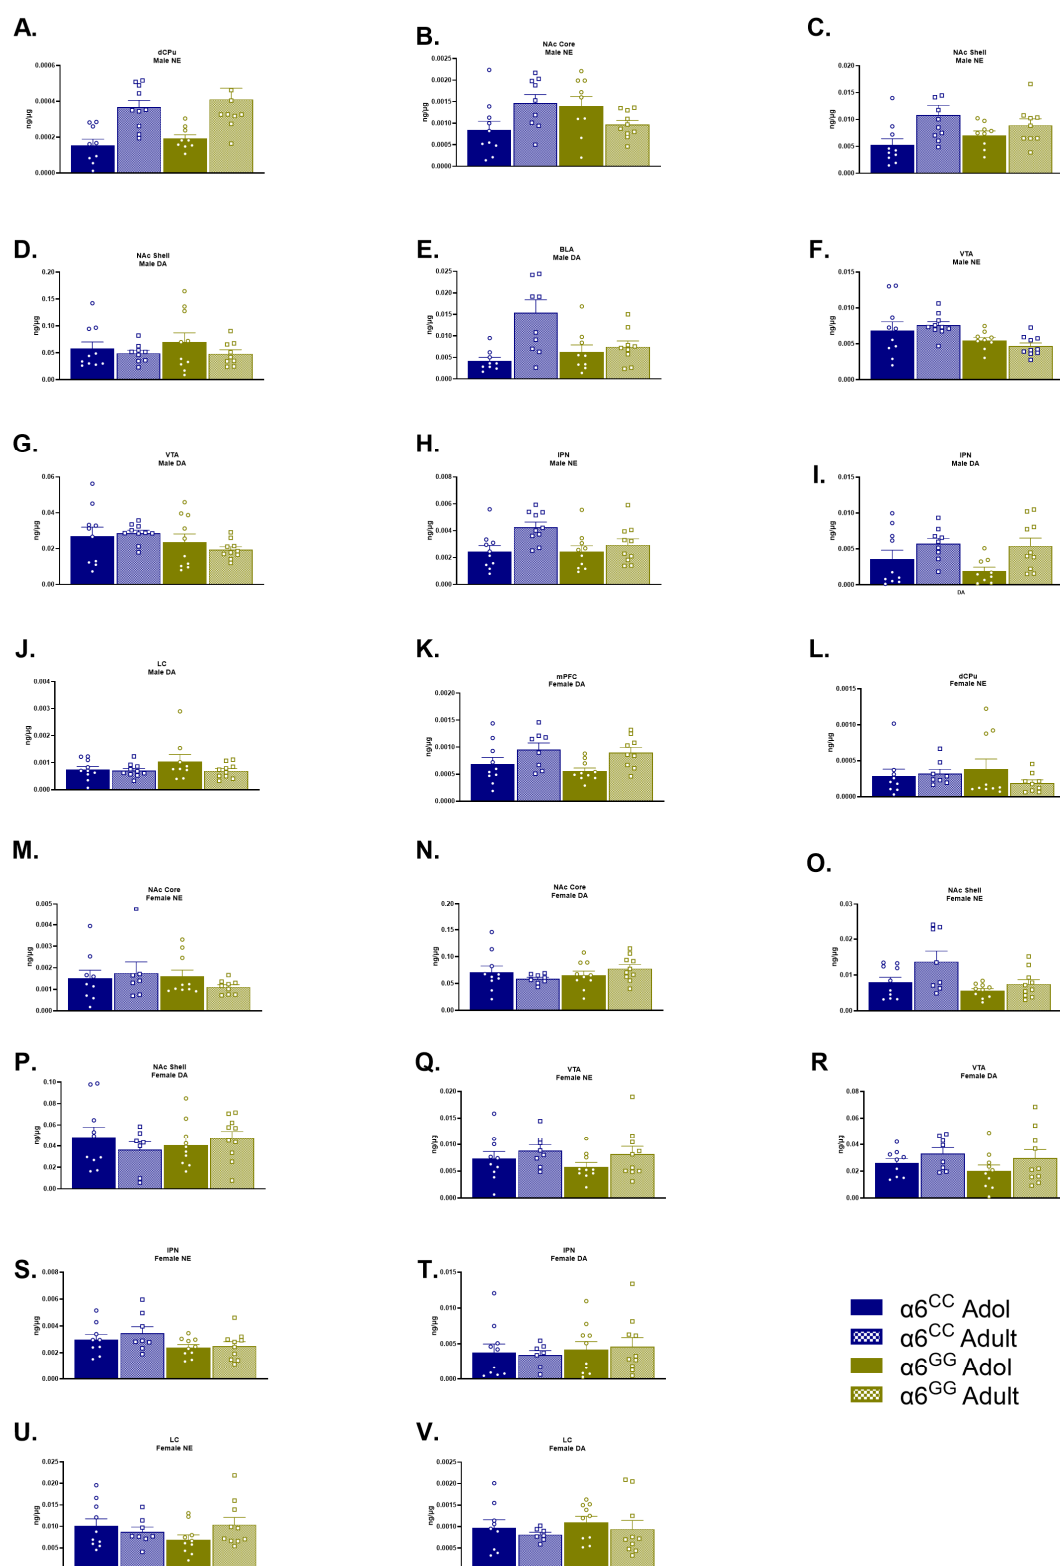 A.
dCPu
Male NE
ng/µg
0.0006
0.0004
0.0002
0.0000
B.
NAc Core
Male NE
ng/µg
0.0025
0.0020
0.0015
0.0010
0.0005
0.0000
C.
NAc Shell
Male NE
ng/µg
0.020
0.015
0.010
0.005
0.000
D.
NAc Shell
Male DA
ng/µg
0.20
0.15
0.10
0.05
0.00
E.
BLA
Male DA
ng/µg
0.025
0.020
0.015
0.010
0.005
0.000
F.
VTA
Male NE
ng/µg
0.015
0.010
0.005
0.000
G.
VTA
Male DA
ng/µg
0.06
0.04
0.02
0.00
H.
IPN
Male NE
ng/µg
0.008
0.006
0.004
0.002
0.000
I.
IPN
Male DA
ng/µg
0.015
0.010
0.005
0.000
DA
J.
LC
Male DA
ng/µg
0.004
0.003
0.002
0.001
0.000
K.
mPFC
Female DA
ng/µg
0.0020
0.0015
0.0010
0.0005
0.0000
L.
dCPu
Female NE
ng/µg
0.0015
0.0010
0.0005
0.0000
M.
NAc Core
Female NE
ng/µg
0.005
0.004
0.003
0.002
0.001
0.000
N.
NAc Core
Female DA
ng/µg
0.20
0.15
0.10
0.05
0.00
O.
NAc Shell
Female NE
ng/µg
0.03
0.02
0.01
0.00
P.
NAc Shell
Female DA
ng/µg
0.10
0.08
0.06
0.04
0.02
0.00
Q.
VTA
Female NE
ng/µg
0.020
0.015
0.010
0.005
0.000
R
VTA
Female DA
ng/µg
0.08
0.06
0.04
0.02
0.00
S.
IPN
Female NE
ng/µg
0.008
0.006
0.004
0.002
0.000
T.
IPN
Female DA
ng/µg
0.015
0.010
0.005
0.000
α6CC Adol
α6CC Adult
α6GG Adol
α6GG Adult
U.
LC
Female NE
ng/µg
0.025
0.020
0.015
0.010
0.005
0.000
V.
LC
Female DA
ng/µg
0.0025
0.0020
0.0015
0.0010
0.0005
0.0000